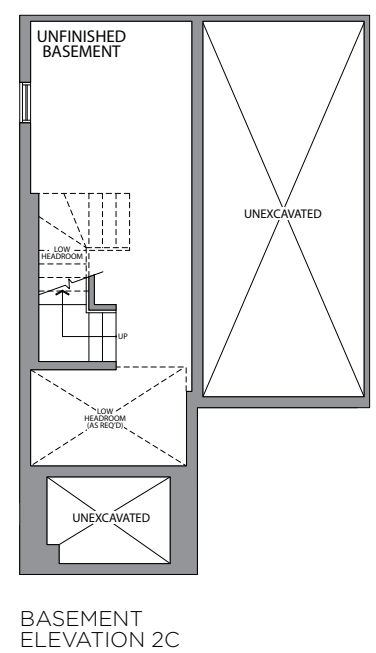 UNFINISHED
BASEMENT
UNEXCAVATED
LOW
HEADROOM
UP
LOW
HEADROOM
(AS REQ'D)
UNEXCAVATED
BASEMENT
ELEVATION 2C